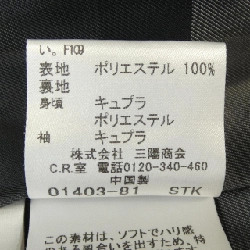 い。F109
表地 ポリエステル 100%
裏地
身頃 キュプラ
ポリエステル
袖 キュプラ
株式会社 三陽商会
C.R.室 電話0120-340-460
中国製
01403-B1 STK
この素材は、ソフトでハリ感